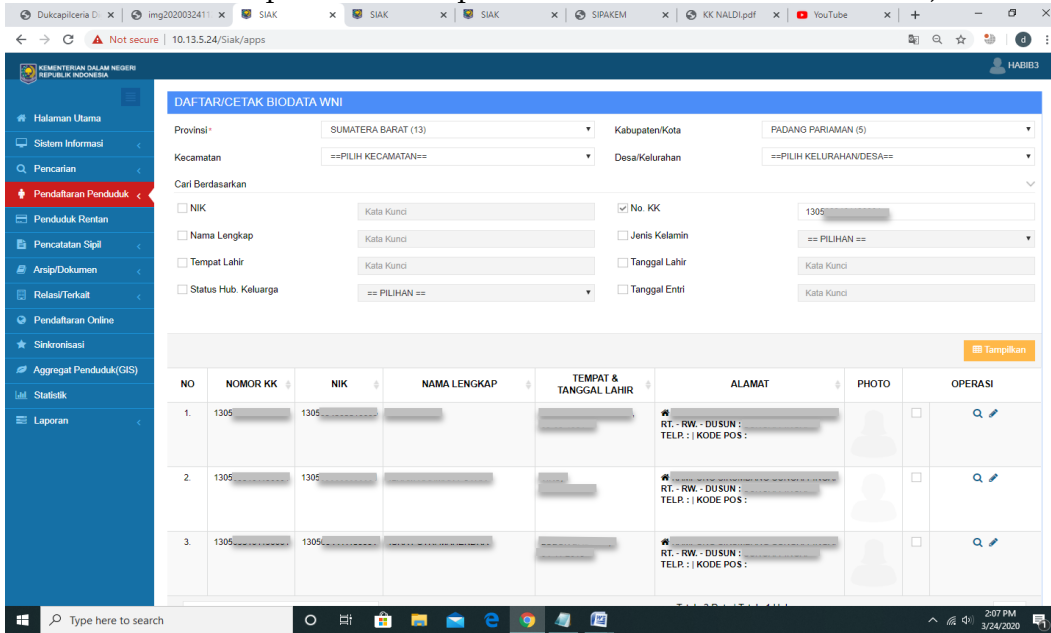 Dukcapilceria Du
img2020032411
SIAK
SIAK
SIAK
SIPAKEM
KK NALDI.pdf
YouTube
Not secure | 10.13.5.24/Siak/apps
d
KEMENTERIAN DALAM NEGERI
REPUBLIK INDONESIA
HABIB3
Halaman Utama
Sistem Informasi
Pencarian
Pendaftaran Penduduk
Penduduk Rentan
Pencatatan Sipil
Arsip/Dokumen
Relasi/Terkait
Pendaftaran Online
Sinkronisasi
Aggregat Penduduk(GIS)
Statistik
Laporan
DAFTAR/CETAK BIODATA WNI
Provinsi* SUMATERA BARAT (13) Kabupaten/Kota PADANG PARIAMAN (5)
Kecamatan ==PILIH KECAMATAN== Desa/Kelurahan ==PILIH KELURAHAN/DESA==
Cari Berdasarkan
NIK Kata Kunci No. KK 1305
Nama Lengkap Kata Kunci Jenis Kelamin == PILIHAN ==
Tempat Lahir Kata Kunci Tanggal Lahir Kata Kunci
Status Hub. Keluarga == PILIHAN == Tanggal Entri Kata Kunci
Tampilkan
NO NOMOR KK NIK NAMA LENGKAP TEMPAT & TANGGAL LAHIR ALAMAT PHOTO OPERASI
1. 1305 1305
RT. - RW. - DUSUN :
TELP. : | KODE POS :
2. 1305 1305
RT. - RW. - DUSUN :
TELP. : | KODE POS :
3. 1305 1305
RT. - RW. - DUSUN :
TELP. : | KODE POS :
Type here to search
2:07 PM
3/24/2020